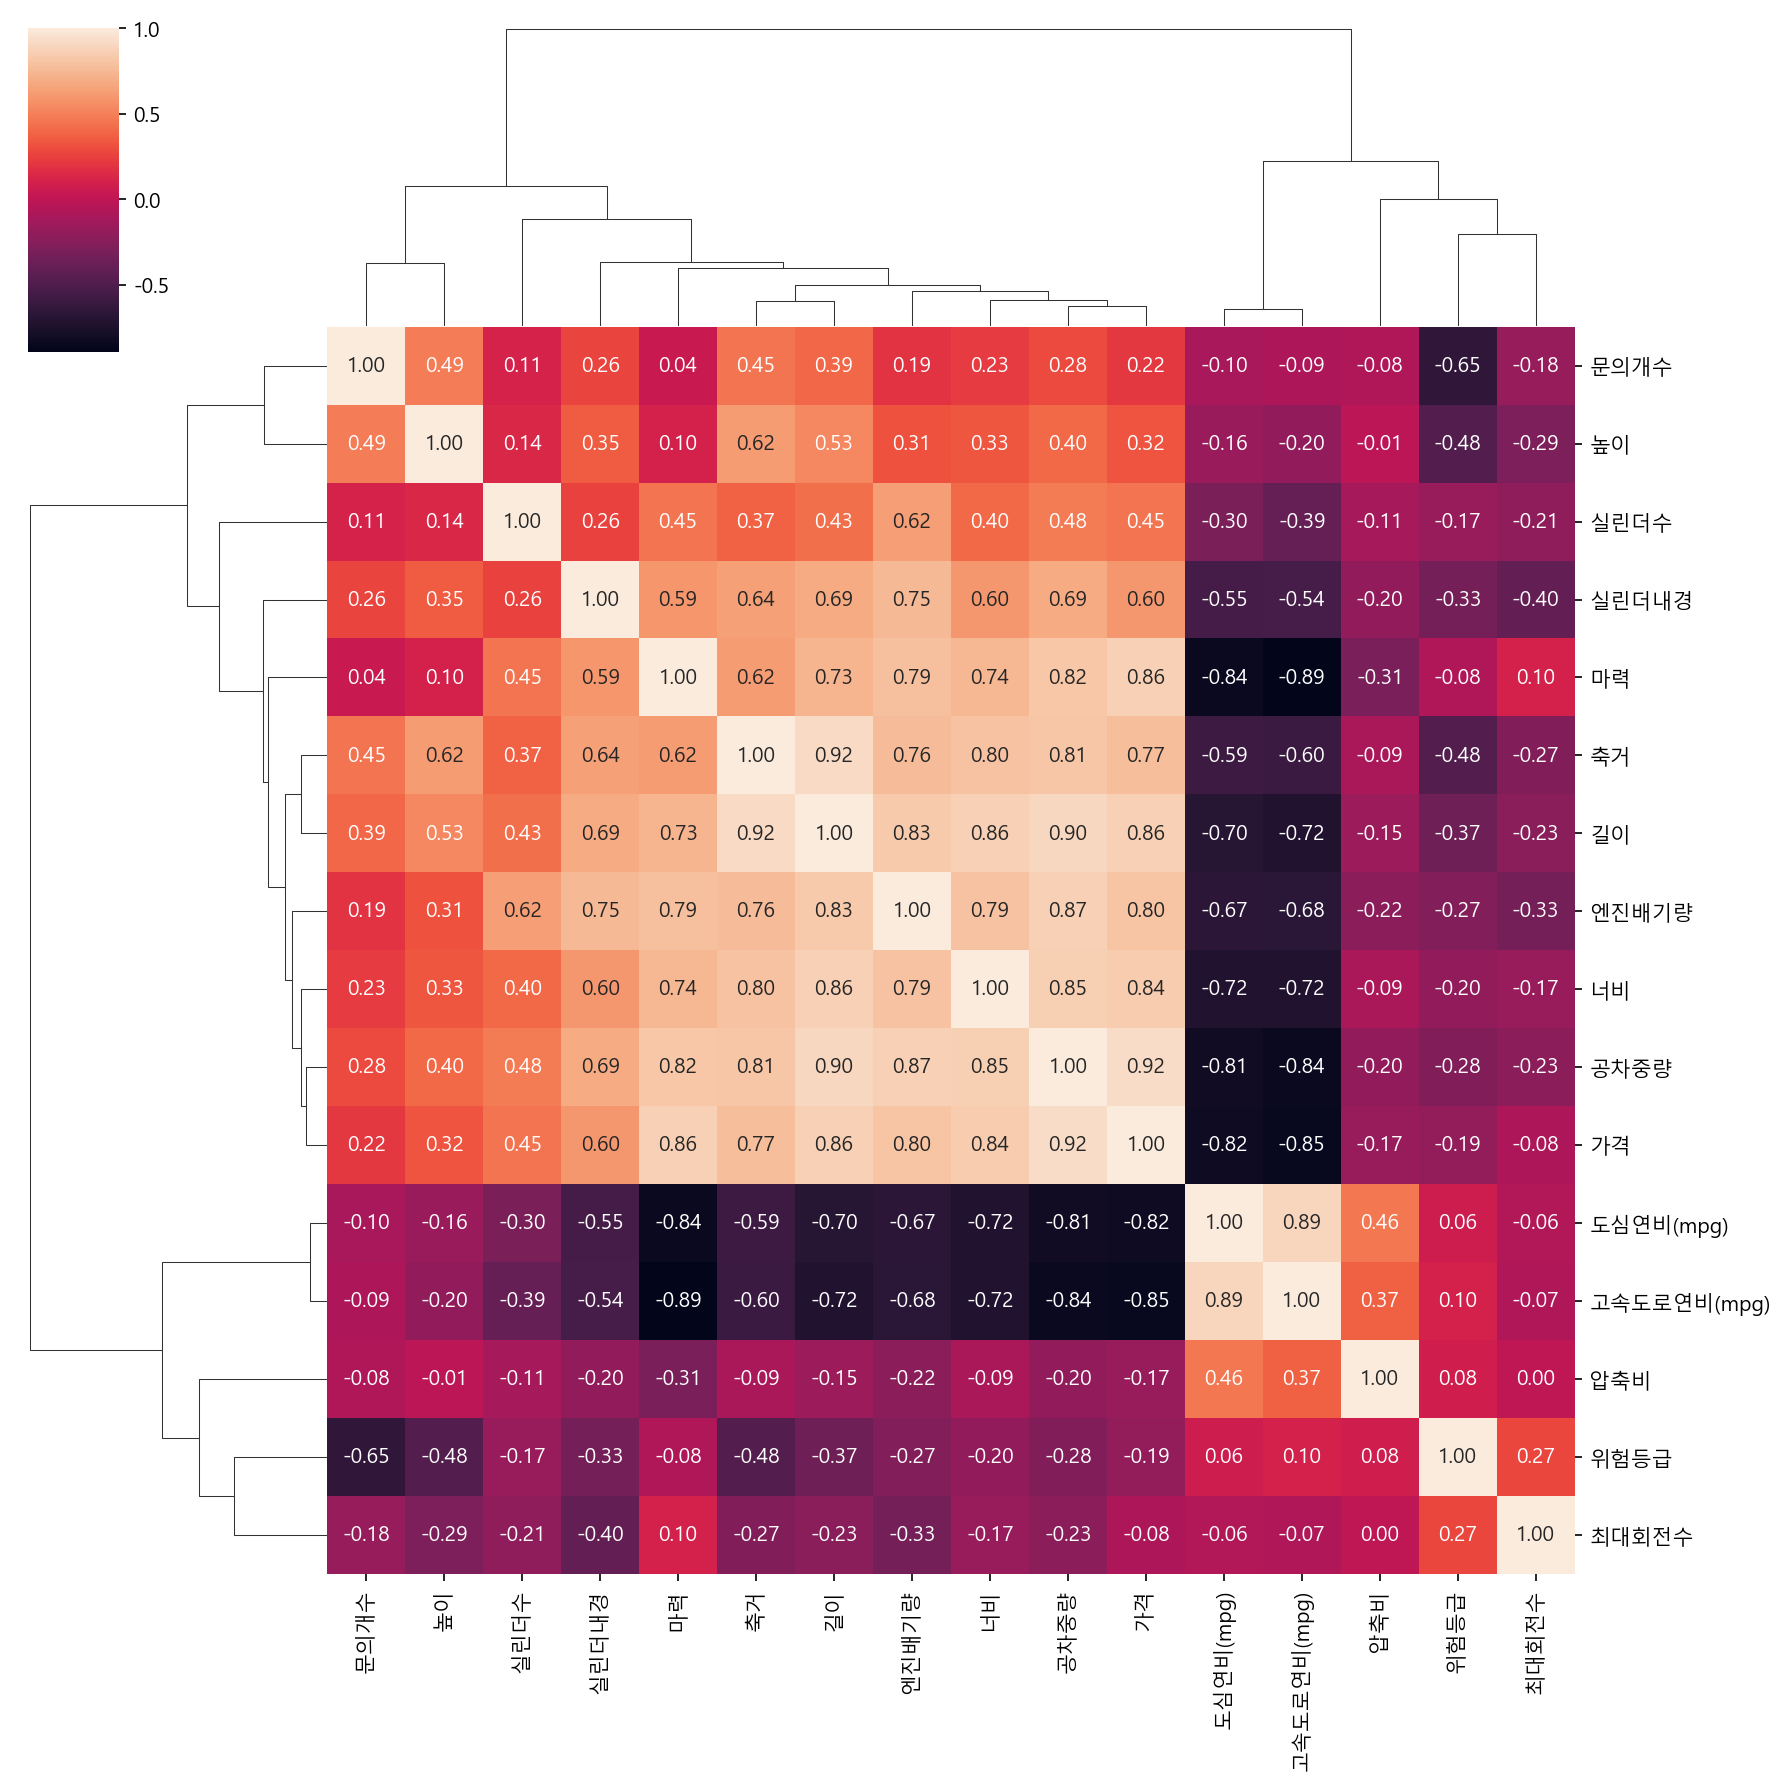 1.0
0.5
0.0
-0.5
1.00 0.49 0.11 0.26 0.04 0.45 0.39 0.19 0.23 0.28 0.22 -0.10 -0.09 -0.08 -0.65 -0.18 문의개수
0.49 1.00 0.14 0.35 0.10 0.62 0.53 0.31 0.33 0.40 0.32 -0.16 -0.20 -0.01 -0.48 -0.29 높이
0.11 0.14 1.00 0.26 0.45 0.37 0.43 0.62 0.40 0.48 0.45 -0.30 -0.39 -0.11 -0.17 -0.21 실린더수
0.26 0.35 0.26 1.00 0.59 0.64 0.69 0.75 0.60 0.69 0.60 -0.55 -0.54 -0.20 -0.33 -0.40 실린더내경
0.04 0.10 0.45 0.59 1.00 0.62 0.73 0.79 0.74 0.82 0.86 -0.84 -0.89 -0.31 -0.08 0.10 마력
0.45 0.62 0.37 0.64 0.62 1.00 0.92 0.76 0.80 0.81 0.77 -0.59 -0.60 -0.09 -0.48 -0.27 축거
0.39 0.53 0.43 0.69 0.73 0.92 1.00 0.83 0.86 0.90 0.86 -0.70 -0.72 -0.15 -0.37 -0.23 길이
0.19 0.31 0.62 0.75 0.79 0.76 0.83 1.00 0.79 0.87 0.80 -0.67 -0.68 -0.22 -0.27 -0.33 엔진배기량
0.23 0.33 0.40 0.60 0.74 0.80 0.86 0.79 1.00 0.85 0.84 -0.72 -0.72 -0.09 -0.20 -0.17 너비
0.28 0.40 0.48 0.69 0.82 0.81 0.90 0.87 0.85 1.00 0.92 -0.81 -0.84 -0.20 -0.28 -0.23 공차중량
0.22 0.32 0.45 0.60 0.86 0.77 0.86 0.80 0.84 0.92 1.00 -0.82 -0.85 -0.17 -0.19 -0.08 가격
-0.10 -0.16 -0.30 -0.55 -0.84 -0.59 -0.70 -0.67 -0.72 -0.81 -0.82 1.00 0.89 0.46 0.06 -0.06 도심연비(mpg)
-0.09 -0.20 -0.39 -0.54 -0.89 -0.60 -0.72 -0.68 -0.72 -0.84 -0.85 0.89 1.00 0.37 0.10 -0.07 고속도로연비(mpg)
-0.08 -0.01 -0.11 -0.20 -0.31 -0.09 -0.15 -0.22 -0.09 -0.20 -0.17 0.46 0.37 1.00 0.08 0.00 압축비
-0.65 -0.48 -0.17 -0.33 -0.08 -0.48 -0.37 -0.27 -0.20 -0.28 -0.19 0.06 0.10 0.08 1.00 0.27 위험등급
-0.18 -0.29 -0.21 -0.40 0.10 -0.27 -0.23 -0.33 -0.17 -0.23 -0.08 -0.06 -0.07 0.00 0.27 1.00 최대회전수
문의개수
높이
실린더수
실린더내경
마력
축거
길이
엔진배기량
너비
공차중량
가격
도심연비(mpg)
고속도로연비(mpg)
압축비
위험등급
최대회전수